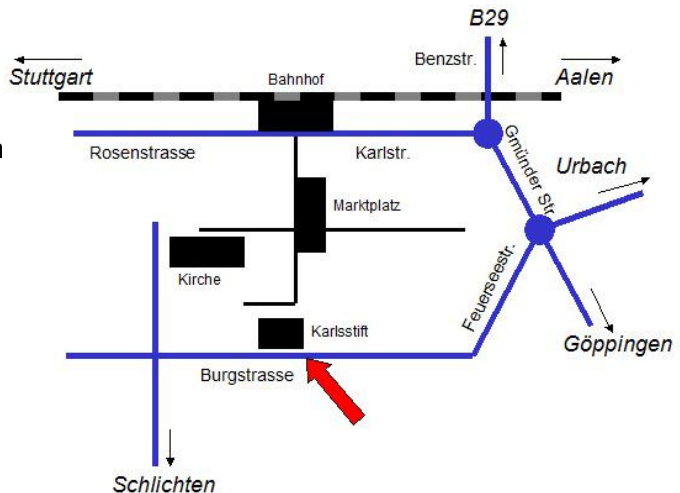 B29
Benzstr.
Stuttgart
Bahnhof
Aalen
Rosenstrasse
Karlstr.
Gmünder Str.
Urbach
Marktplatz
Kirche
Feuerseestr.
Karlsstift
Göppingen
Burgstrasse
Schlichten